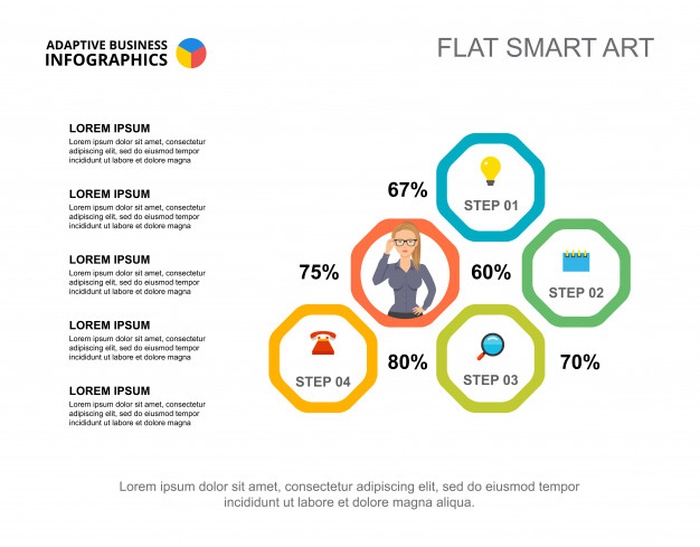 ADAPTIVE BUSINESS
INFOGRAPHICS
FLAT SMART ART
LOREM IPSUM
Lorem ipsum dolor sit amet, consectetur
adipiscing elit, sed do eiusmod tempor
incididunt ut labore et dolore magna
LOREM IPSUM
Lorem ipsum dolor sit amet, consectetur
adipiscing elit, sed do eiusmod tempor
incididunt ut labore et dolore magna
LOREM IPSUM
Lorem ipsum dolor sit amet, consectetur
adipiscing elit, sed do eiusmod tempor
incididunt ut labore et dolore magna
LOREM IPSUM
Lorem ipsum dolor sit amet, consectetur
adipiscing elit, sed do eiusmod tempor
incididunt ut labore et dolore magna
LOREM IPSUM
Lorem ipsum dolor sit amet, consectetur
adipiscing elit, sed do eiusmod tempor
incididunt ut labore et dolore magna
67%
STEP 01
75%
60%
STEP 02
STEP 04
80%
STEP 03
70%
Lorem ipsum dolor sit amet, consectetur adipiscing elit, sed do eiusmod tempor
incididunt ut labore et dolore magna aliqua.